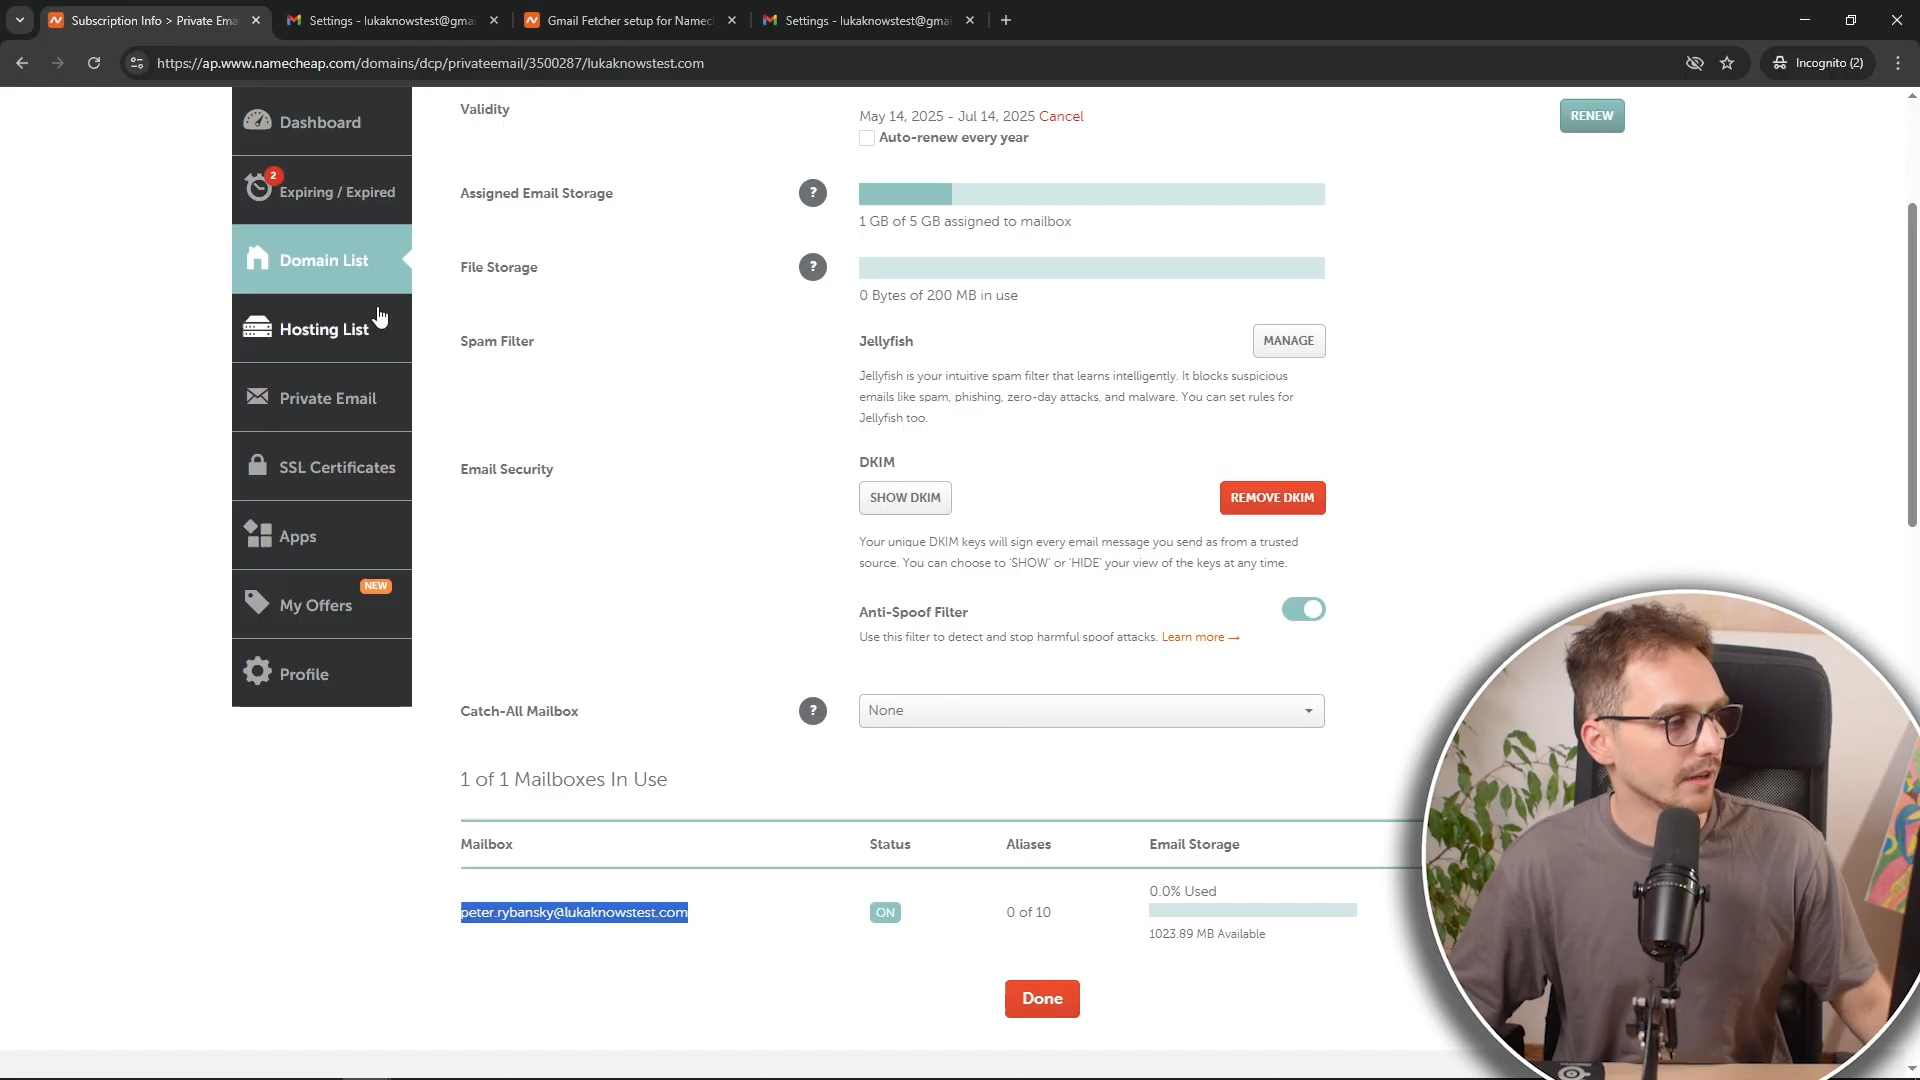 Subscription Info > Private Ema
Settings - lukaknowstest@gmai
Gmail Fetcher setup for Namec
Settings - lukaknowstest@gma
https://ap.www.namecheap.com/domains/dcp/privateemail/3500287/lukaknowstest.com
Incognito (2)
Dashboard
2
Expiring / Expired
Domain List
Hosting List
Private Email
SSL Certificates
Apps
NEW
My Offers
Profile
Validity
May 14, 2025 - Jul 14, 2025 Cancel
Auto-renew every year
RENEW
Assigned Email Storage
?
1 GB of 5 GB assigned to mailbox
File Storage
?
0 Bytes of 200 MB in use
Spam Filter
Jellyfish
MANAGE
Jellyfish is your intuitive spam filter that learns intelligently. It blocks suspicious
emails like spam, phishing, zero-day attacks, and malware. You can set rules for
Jellyfish too.
Email Security
DKIM
SHOW DKIM
REMOVE DKIM
Your unique DKIM keys will sign every email message you send as from a trusted
source. You can choose to 'SHOW' or 'HIDE' your view of the keys at any time.
Anti-Spoof Filter
Use this filter to detect and stop harmful spoof attacks. Learn more →
Catch-All Mailbox
?
None
1 of 1 Mailboxes In Use
Mailbox
Status
Aliases
Email Storage
peter.rybansky@lukaknowstest.com
ON
0 of 10
0.0% Used
1023.89 MB Available
Done